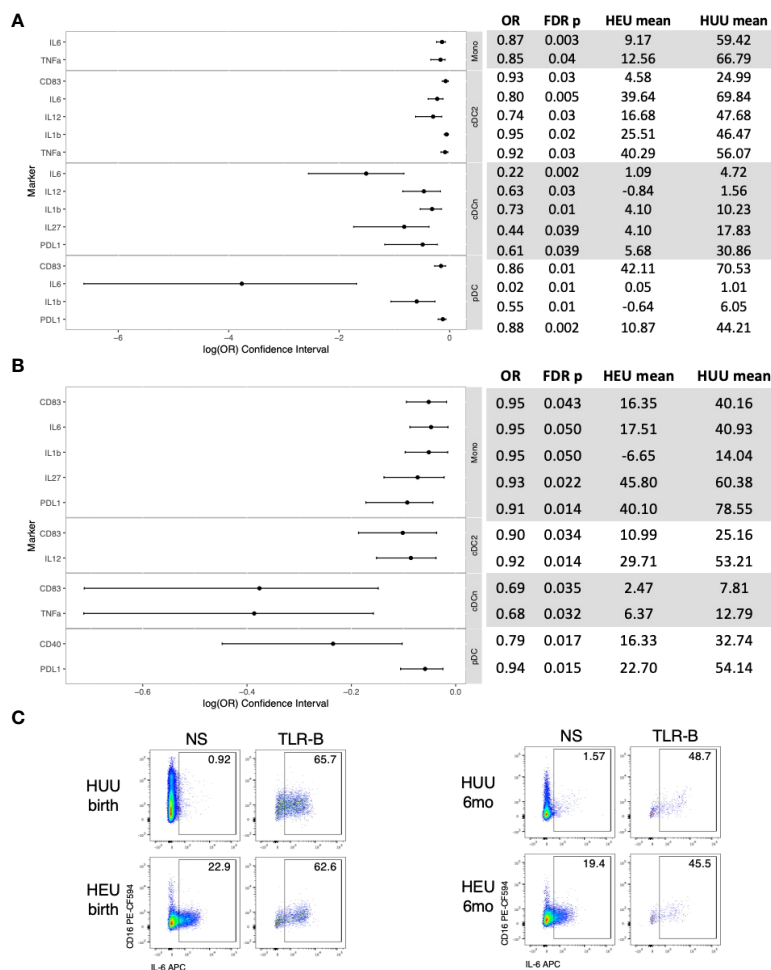 A
OR FDR p HEU mean HUU mean
IL6 0.87 0.003 9.17 59.42
TNFa 0.85 0.04 12.56 66.79
Mono
CD83 0.93 0.03 4.58 24.99
IL6 0.80 0.005 39.64 69.84
IL12 0.74 0.03 16.68 47.68
IL1b 0.95 0.02 25.51 46.47
TNFa 0.92 0.03 40.29 56.07
cDC2
IL6 0.22 0.002 1.09 4.72
IL12 0.63 0.03 -0.84 1.56
IL1b 0.73 0.01 4.10 10.23
IL27 0.44 0.039 4.10 17.83
PDL1 0.61 0.039 5.68 30.86
cDCn
CD83 0.86 0.01 42.11 70.53
IL6 0.02 0.01 0.05 1.01
IL1b 0.55 0.01 -0.64 6.05
PDL1 0.88 0.002 10.87 44.21
pDC
Marker
-6 -4 -2 0
log(OR) Confidence Interval
B
OR FDR p HEU mean HUU mean
CD83 0.95 0.043 16.35 40.16
IL6 0.95 0.050 17.51 40.93
IL1b 0.95 0.050 -6.65 14.04
IL27 0.93 0.022 45.80 60.38
PDL1 0.91 0.014 40.10 78.55
Mono
CD83 0.90 0.034 10.99 25.16
IL12 0.92 0.014 29.71 53.21
cDC2
CD83 0.69 0.035 2.47 7.81
TNFa 0.68 0.032 6.37 12.79
cDCn
CD40 0.79 0.017 16.33 32.74
PDL1 0.94 0.015 22.70 54.14
pDC
Marker
-0.6 -0.4 -0.2 0.0
log(OR) Confidence Interval
C
NS TLR-B NS TLR-B
HUU birth 0.92 65.7
HUU 6mo 1.57 48.7
HEU birth 22.9 62.6
HEU 6mo 19.4 45.5
CD16 PE-CF594 CD16 PE-CF594
IL-6 APC IL-6 APC